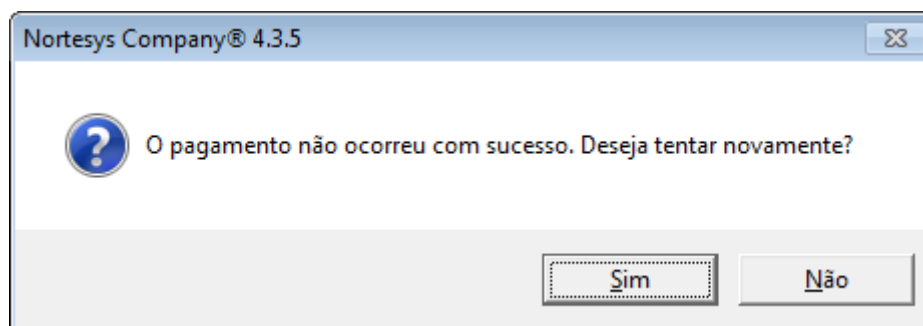 Nortesys Company® 4.3.5
O pagamento não ocorreu com sucesso. Deseja tentar novamente?
Sim
Não